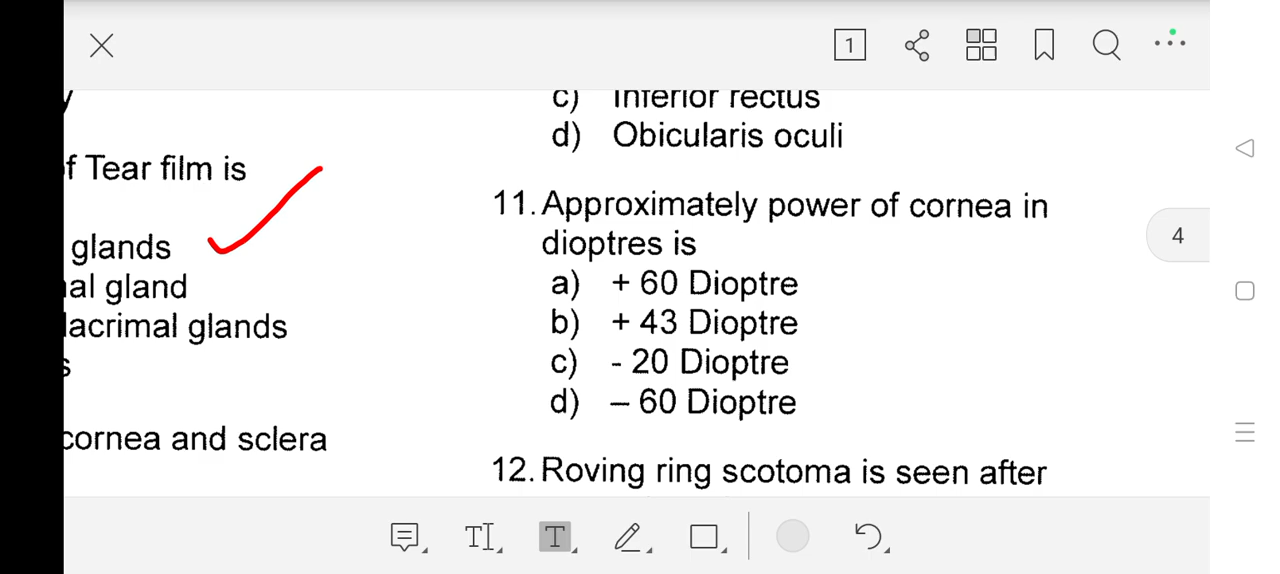 1
y
f Tear film is
glands
al gland
lacrimal glands
s
cornea and sclera
c) Inferior rectus
d) Obicularis oculi
11. Approximately power of cornea in
dioptres is
a) + 60 Dioptre
b) + 43 Dioptre
c) - 20 Dioptre
d) – 60 Dioptre
12. Roving ring scotoma is seen after
4
TI
T